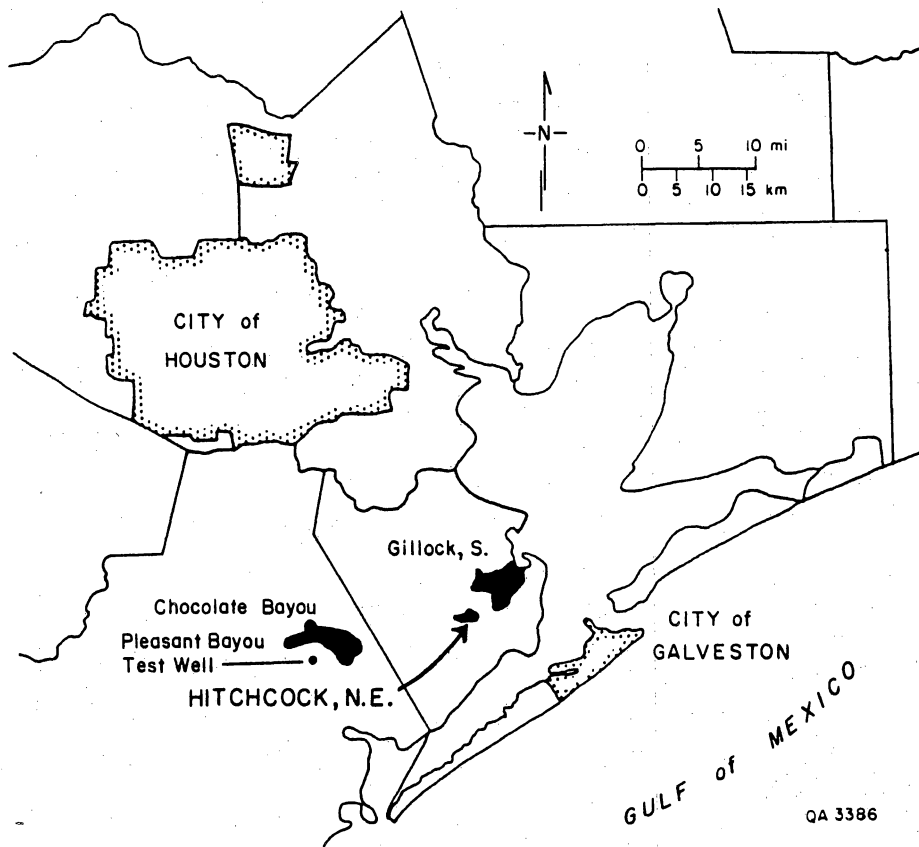 -N-
0 5 10 mi
0 5 10 15 km
CITY of
HOUSTON
Gillock, S.
Chocolate Bayou
Pleasant Bayou
Test Well
HITCHCOCK, N.E.
CITY of
GALVESTON
GULF of MEXICO
QA 3386